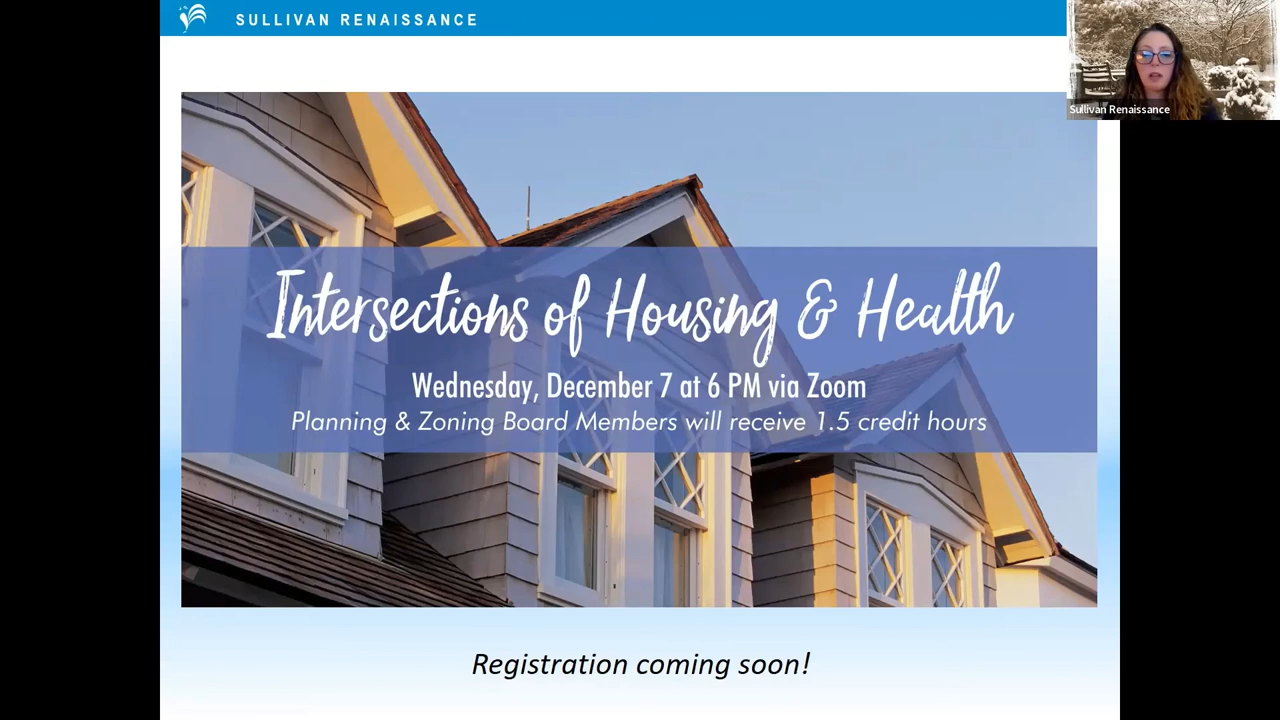 SULLIVAN RENAISSANCE
Sullivan Renaissance
Intersections of Housing & Health
Wednesday, December 7 at 6 PM via Zoom
Planning & Zoning Board Members will receive 1.5 credit hours
Registration coming soon!